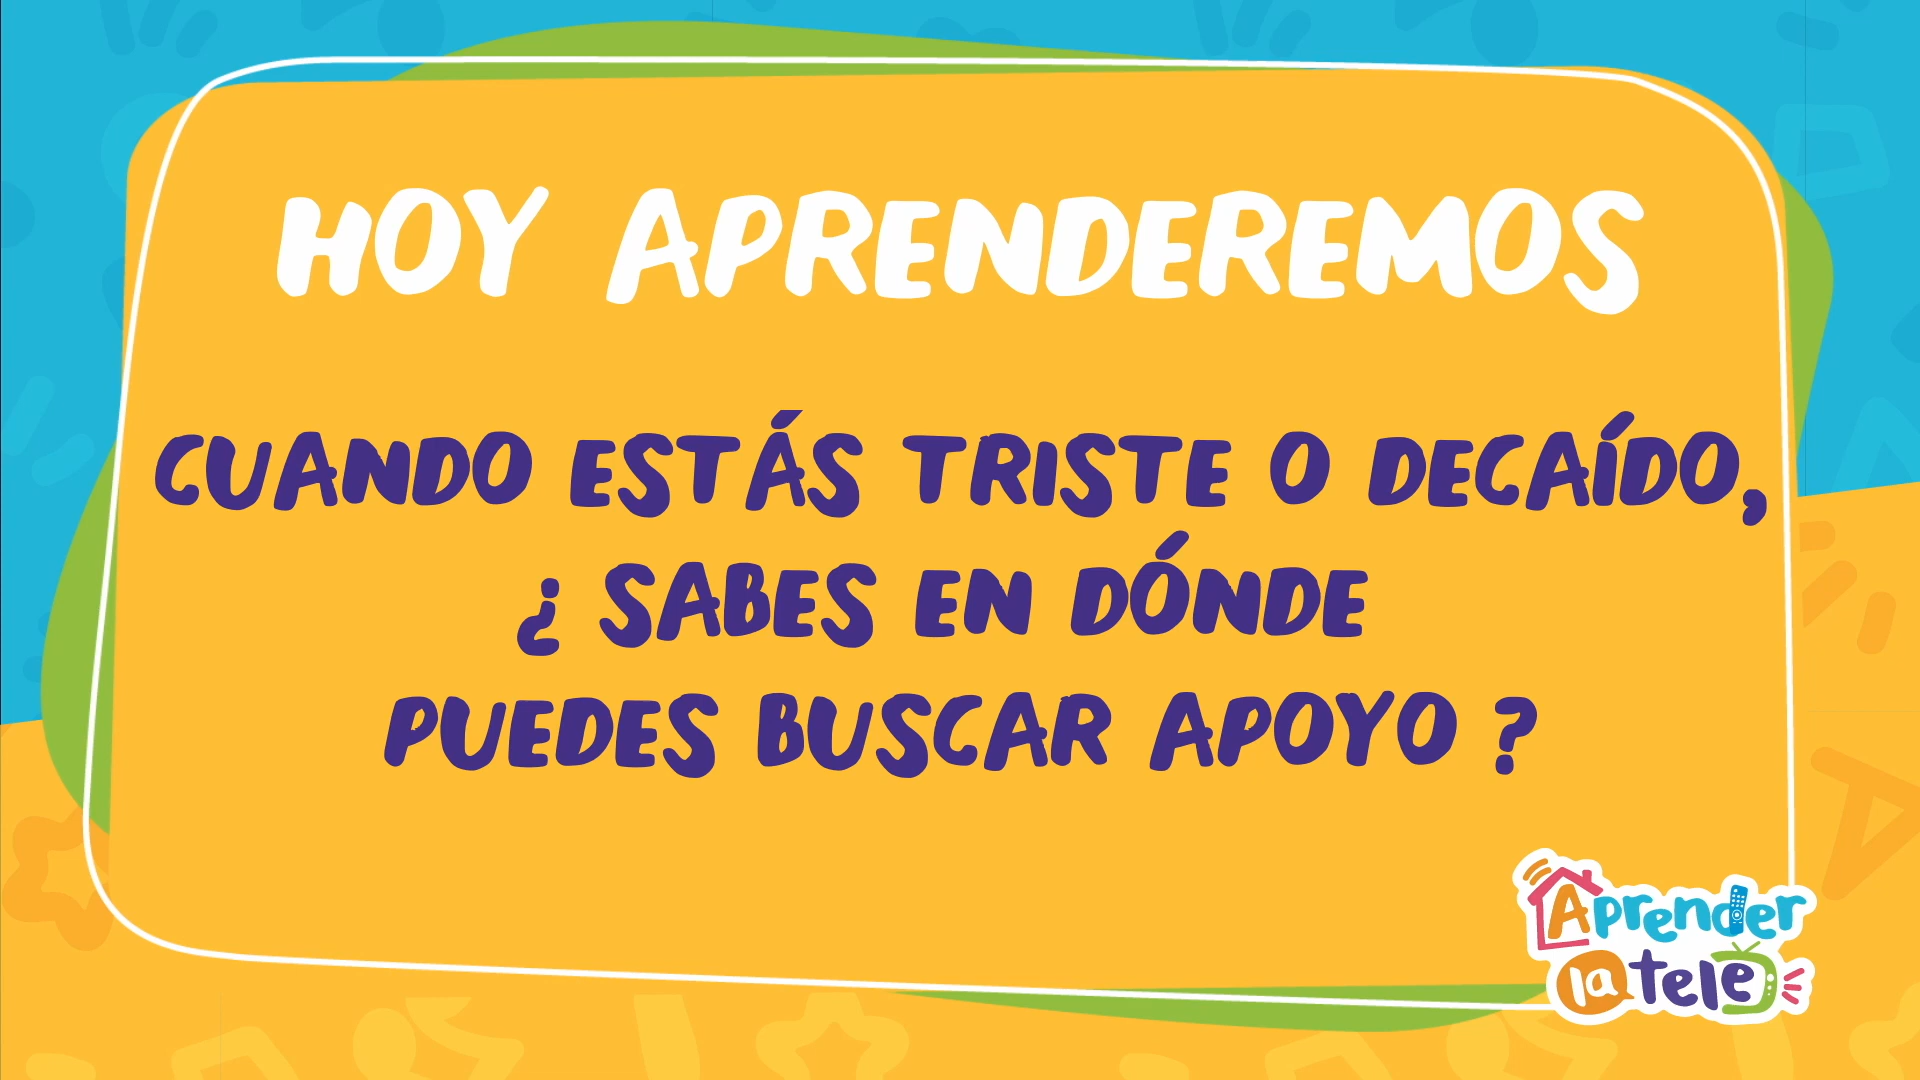 HOY APRENDEREMOS
CUANDO ESTÁS TRISTE O DECAÍDO,
¿ SABES EN DÓNDE
PUEDES BUSCAR APOYO ?
Aprender
la tele